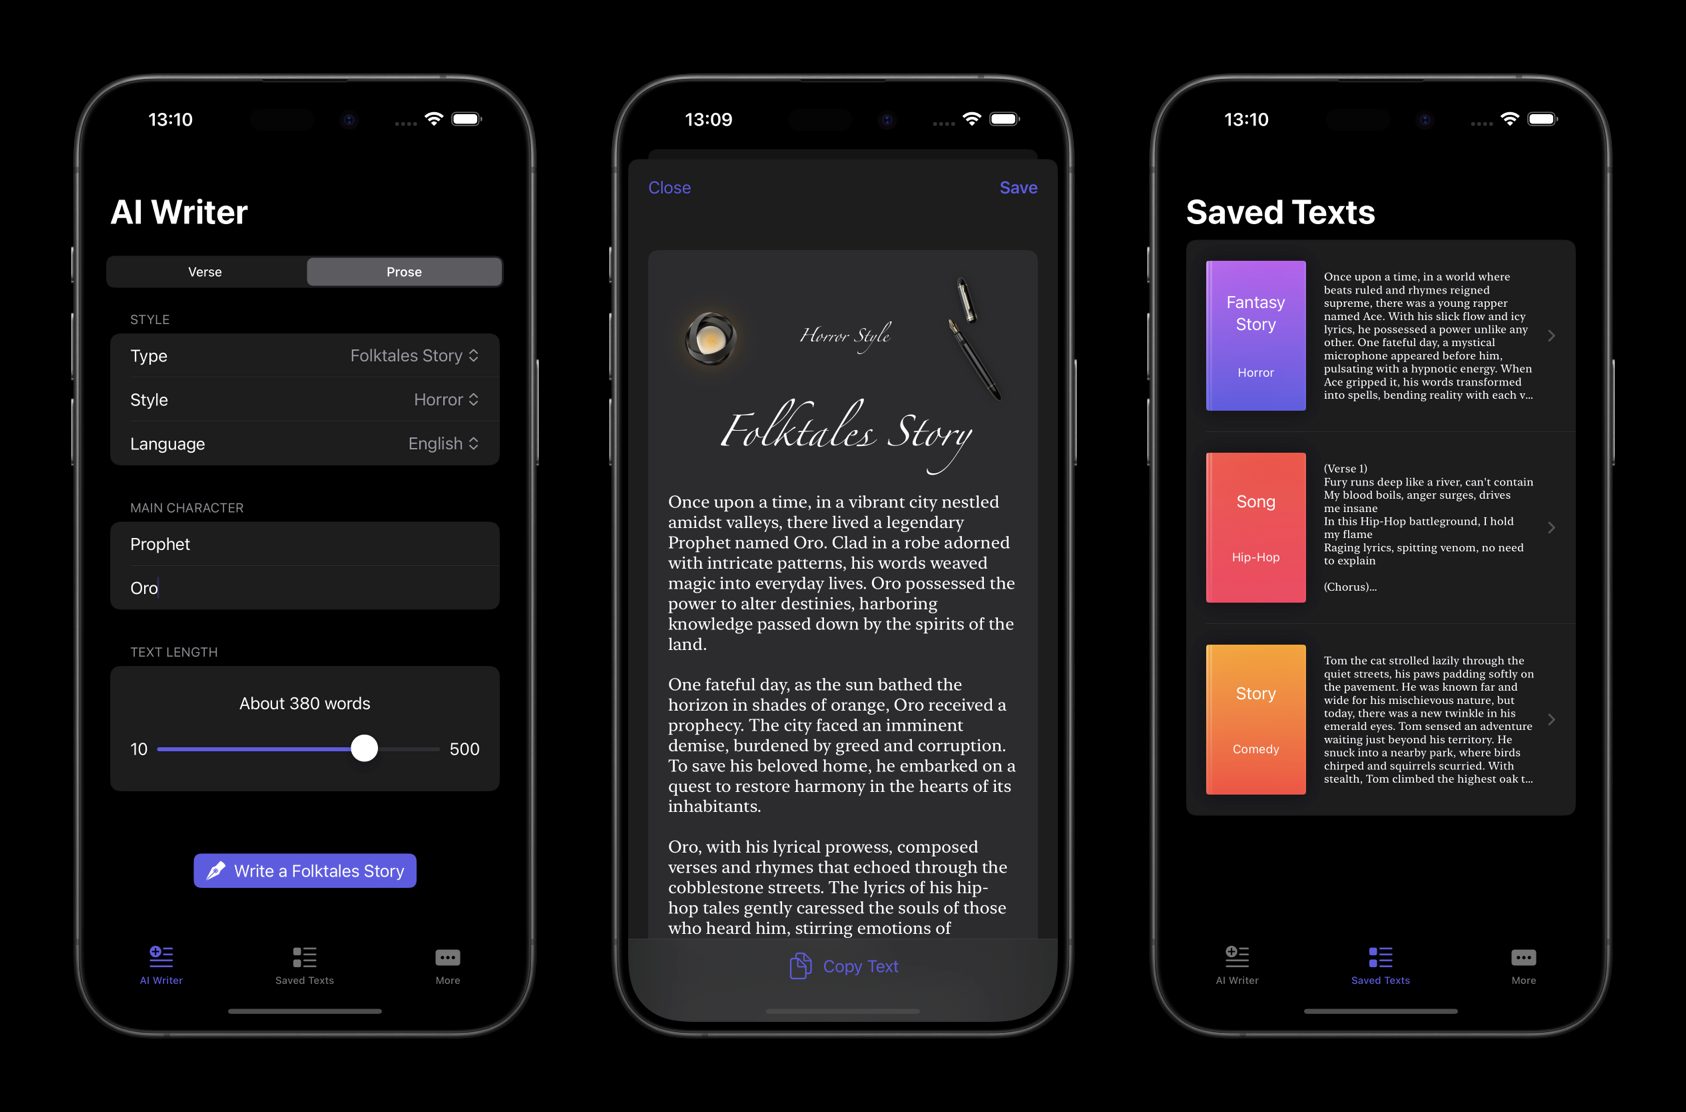 13:10
AI Writer
Verse
Prose
STYLE
Type
Folktales Story
Style
Horror
Language
English
MAIN CHARACTER
Prophet
Oro
TEXT LENGTH
About 380 words
10
500
Write a Folktales Story
AI Writer
Saved Texts
More
13:09
Close
Save
Horror Style
Folktales Story
Once upon a time, in a vibrant city nestled
amidst valleys, there lived a legendary
Prophet named Oro. Clad in a robe adorned
with intricate patterns, his words weaved
magic into everyday lives. Oro possessed the
power to alter destinies, harboring
knowledge passed down by the spirits of the
land.
One fateful day, as the sun bathed the
horizon in shades of orange, Oro received a
prophecy. The city faced an imminent
demise, burdened by greed and corruption.
To save his beloved home, he embarked on a
quest to restore harmony in the hearts of its
inhabitants.
Oro, with his lyrical prowess, composed
verses and rhymes that echoed through the
cobblestone streets. The lyrics of his hip-
hop tales gently caressed the souls of those
who heard him, stirring emotions of
Copy Text
13:10
Saved Texts
Fantasy
Story
Horror
Once upon a time, in a world where
beats ruled and rhymes reigned
supreme, there was a young rapper
named Ace. With his slick flow and icy
lyrics, he possessed a power unlike any
other. One fateful day, a mystical
microphone appeared before him,
pulsating with a hypnotic energy. When
Ace gripped it, his words transformed
into spells, bending reality with each v...
Song
Hip-Hop
(Verse 1)
Fury runs deep like a river, can't contain
My blood boils, anger surges, drives
me insane
In this Hip-Hop battleground, I hold
my flame
Raging lyrics, spitting venom, no need
to explain
(Chorus)...
Story
Comedy
Tom the cat strolled lazily through the
quiet streets, his paws padding softly on
the pavement. He was known far and
wide for his mischievous nature, but
today, there was a new twinkle in his
emerald eyes. Tom sensed an adventure
waiting just beyond his territory. He
snuck into a nearby park, where birds
chirped and squirrels scurried. With
stealth, Tom climbed the highest oak t...
AI Writer
Saved Texts
More